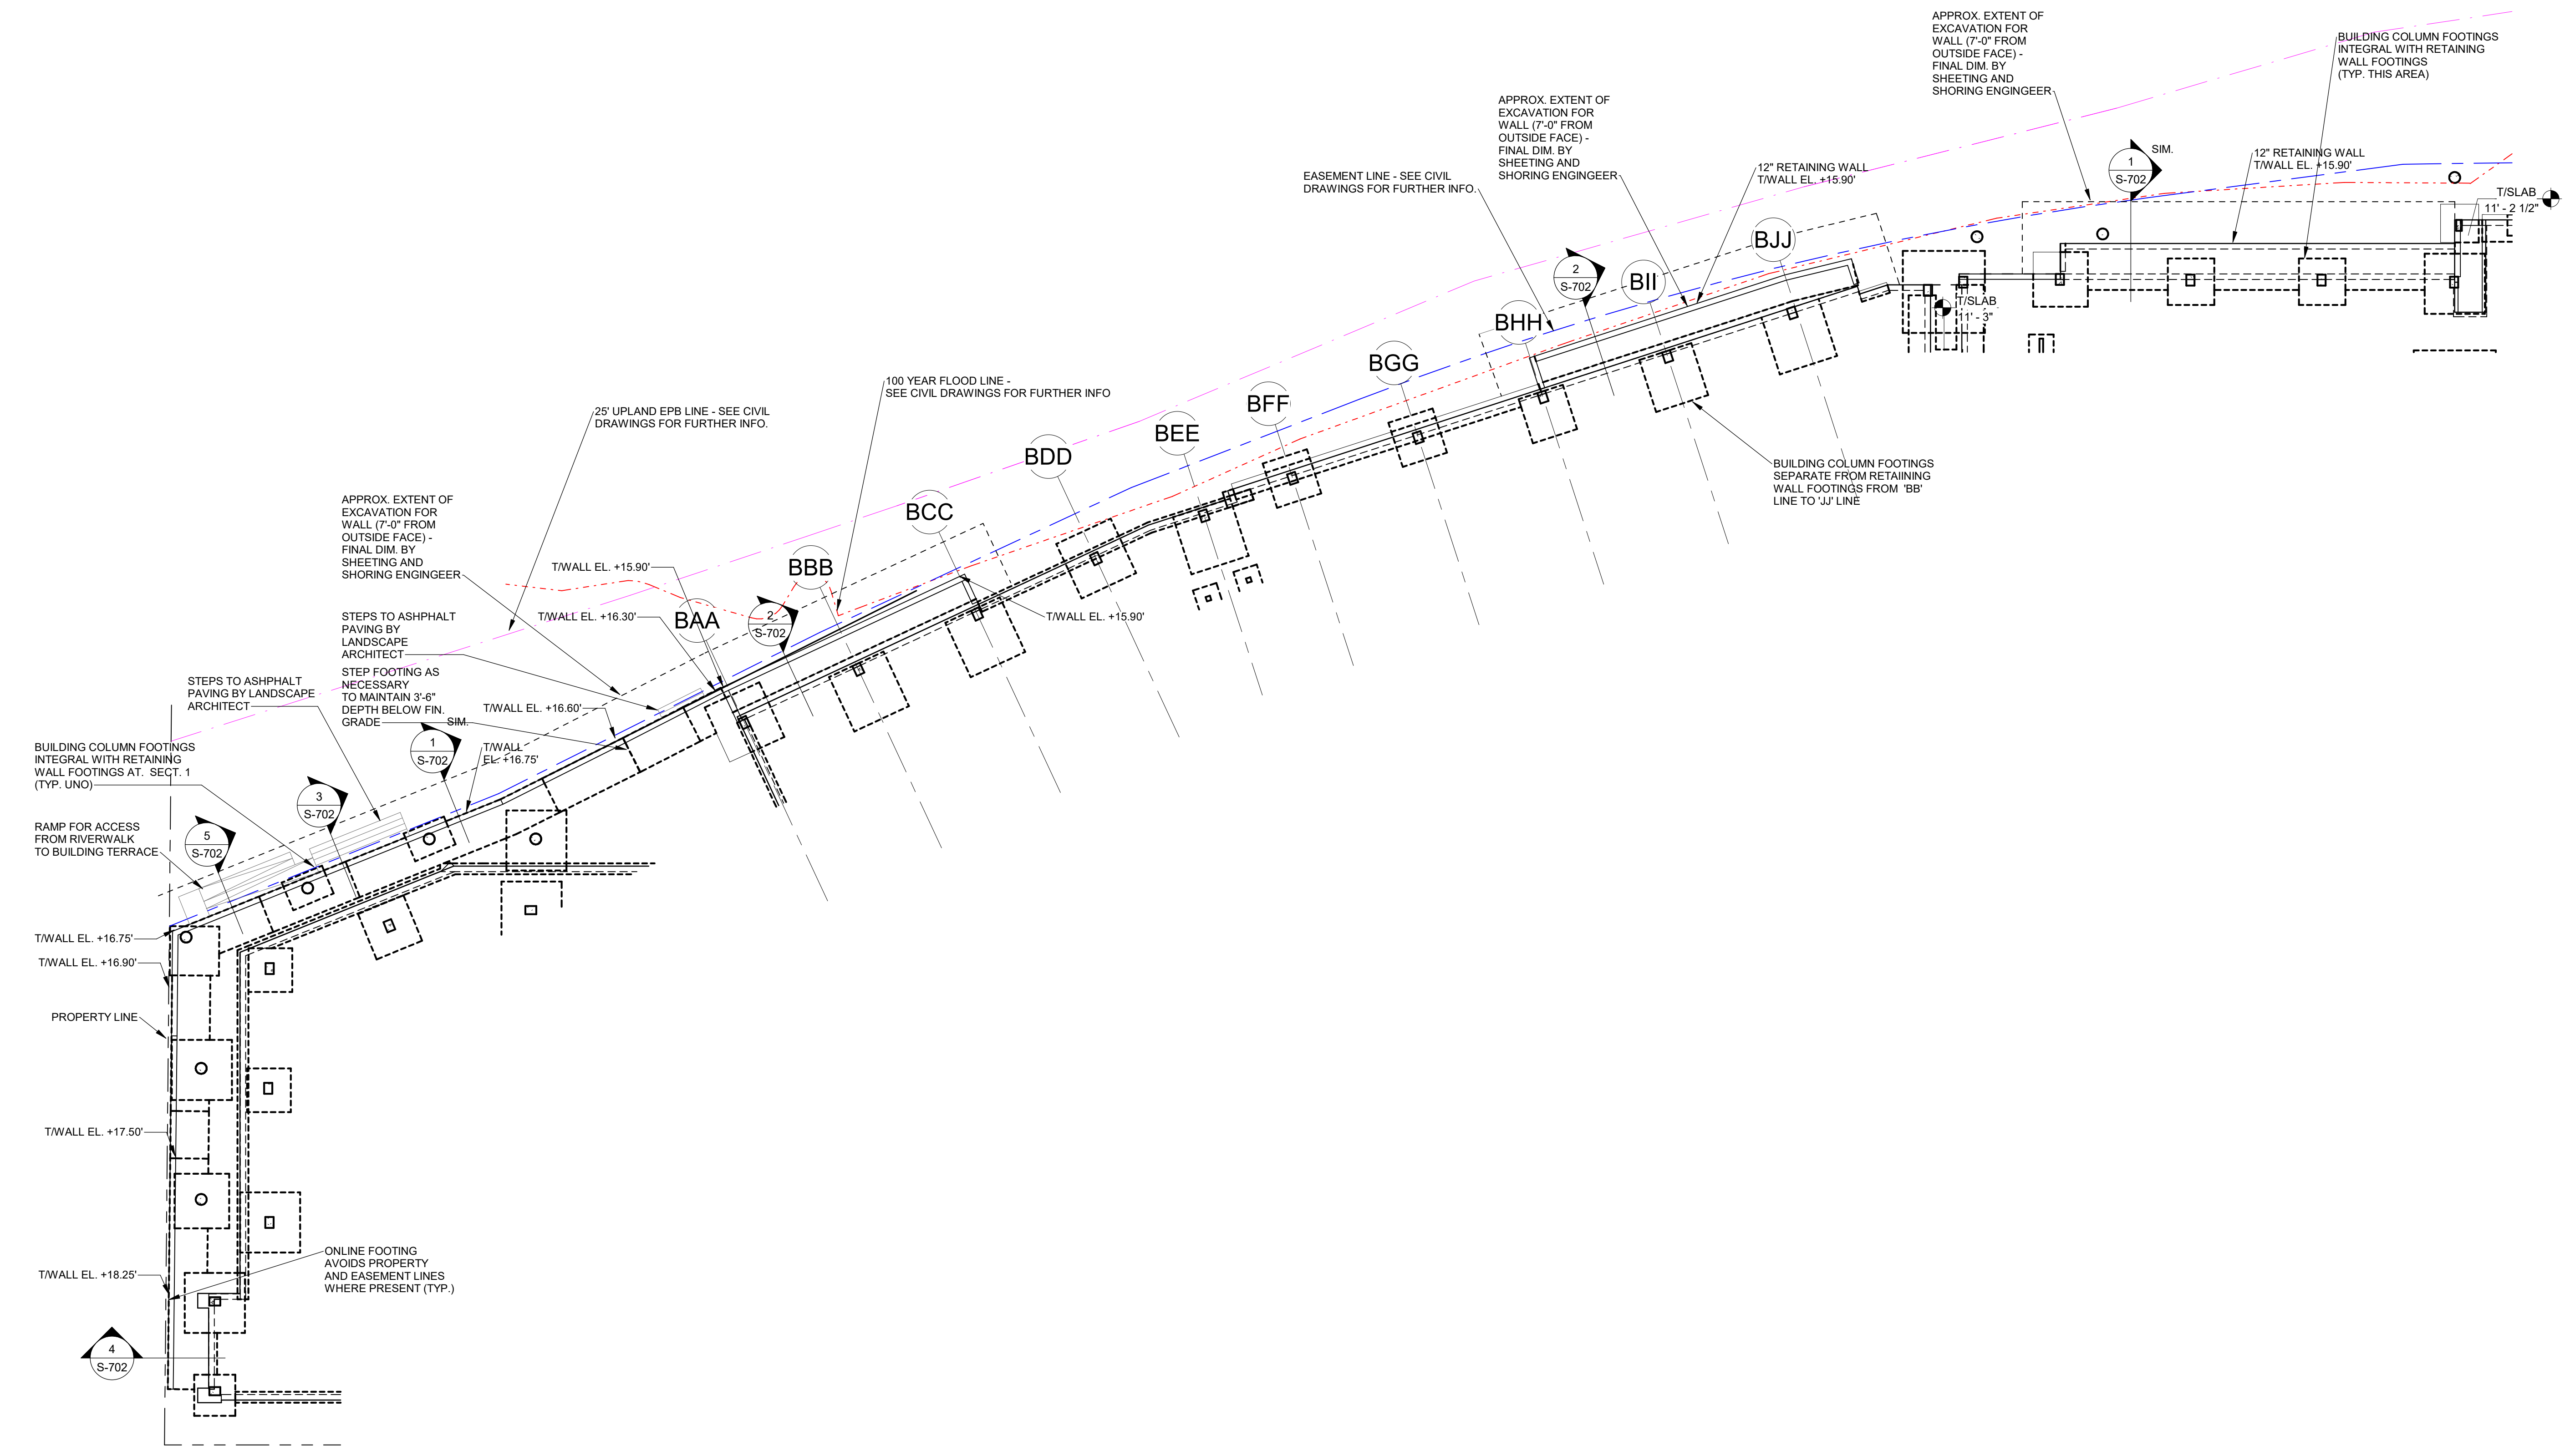 APPROX. EXTENT OF
EXCAVATION FOR
WALL (7'-0" FROM
OUTSIDE FACE) -
FINAL DIM. BY
SHEETING AND
SHORING ENGINGEER
BUILDING COLUMN FOOTINGS
INTEGRAL WITH RETAINING
WALL FOOTINGS
(TYP. THIS AREA)
APPROX. EXTENT OF
EXCAVATION FOR
WALL (7'-0" FROM
OUTSIDE FACE) -
FINAL DIM. BY
SHEETING AND
SHORING ENGINGEER
SIM.
1
S-702
12" RETAINING WALL
T/WALL EL. +15.90'
12" RETAINING WALL
T/WALL EL. +15.90'
EASEMENT LINE - SEE CIVIL
DRAWINGS FOR FURTHER INFO.
T/SLAB
11' - 2 1/2"
BJJ
2
S-702
BII
T/SLAB
11' - 3"
BHH
BGG
BFF
BEE
BDD
BCC
BBB
BAA
100 YEAR FLOOD LINE -
SEE CIVIL DRAWINGS FOR FURTHER INFO
25' UPLAND EPB LINE - SEE CIVIL
DRAWINGS FOR FURTHER INFO.
BUILDING COLUMN FOOTINGS
SEPARATE FROM RETAIINING
WALL FOOTINGS FROM 'BB'
LINE TO 'JJ' LINE
APPROX. EXTENT OF
EXCAVATION FOR
WALL (7'-0" FROM
OUTSIDE FACE) -
FINAL DIM. BY
SHEETING AND
SHORING ENGINGEER
T/WALL EL. +15.90'
T/WALL EL. +16.30'
2
S-702
T/WALL EL. +15.90'
STEPS TO ASHPHALT
PAVING BY
LANDSCAPE
ARCHITECT
STEP FOOTING AS
NECESSARY
TO MAINTAIN 3'-6"
DEPTH BELOW FIN.
GRADE
SIM.
STEPS TO ASHPHALT
PAVING BY LANDSCAPE
ARCHITECT
T/WALL EL. +16.60'
1
S-702
T/WALL
EL. +16.75'
BUILDING COLUMN FOOTINGS
INTEGRAL WITH RETAINING
WALL FOOTINGS AT. SECT. 1
(TYP. UNO)
3
S-702
RAMP FOR ACCESS
FROM RIVERWALK
TO BUILDING TERRACE
5
S-702
T/WALL EL. +16.75'
T/WALL EL. +16.90'
PROPERTY LINE
T/WALL EL. +17.50'
T/WALL EL. +18.25'
ONLINE FOOTING
AVOIDS PROPERTY
AND EASEMENT LINES
WHERE PRESENT (TYP.)
4
S-702